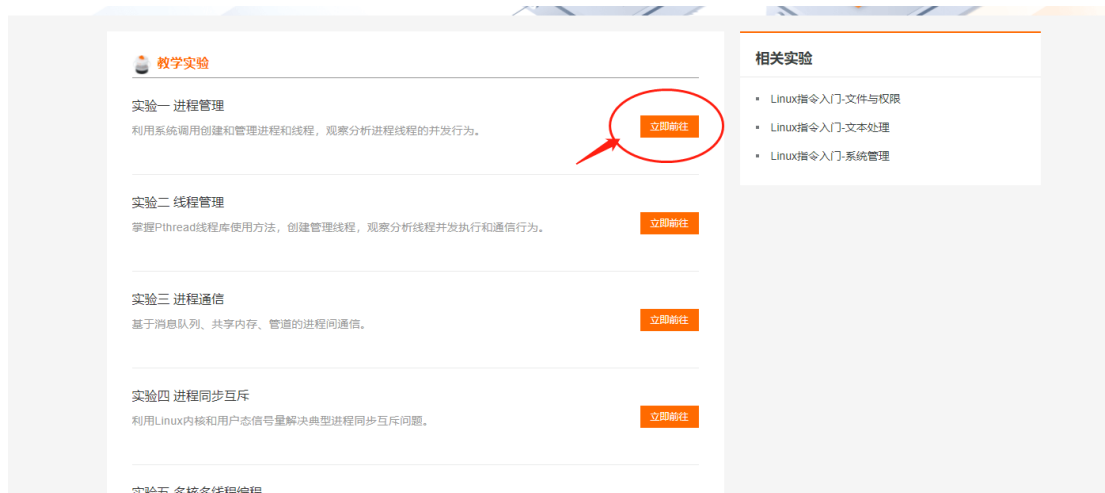 教学实验
实验一 进程管理
利用系统调用创建和管理进程和线程，观察分析进程线程的并发行为。
立即前往
实验二 线程管理
掌握Pthread线程库使用方法，创建管理线程，观察分析线程并发执行和通信行为。
立即前往
实验三 进程通信
基于消息队列、共享内存、管道的进程间通信。
立即前往
实验四 进程同步互斥
利用Linux内核和用户态信号量解决典型进程同步互斥问题。
立即前往
实验五 多核多线程编程
相关实验
Linux指令入门-文件与权限
Linux指令入门-文本处理
Linux指令入门-系统管理